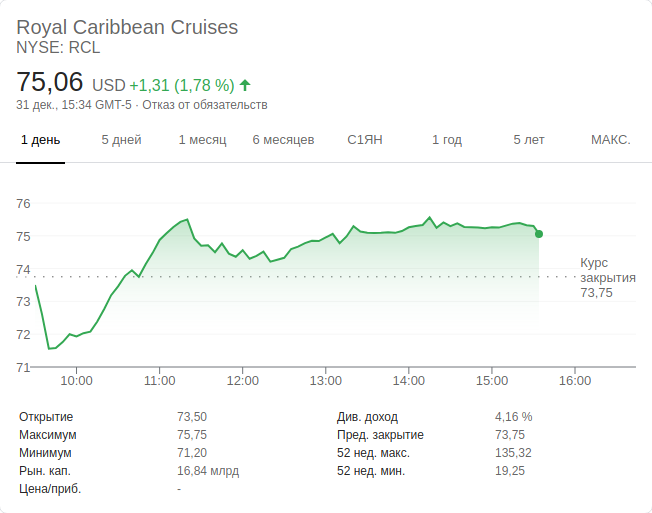 Royal Caribbean Cruises
NYSE: RCL
75,06 USD +1,31 (1,78 %)
31 дек., 15:34 GMT-5 · Отказ от обязательств
1 день 5 дней 1 месяц 6 месяцев С1ЯН 1 год 5 лет МАКС.
76
75
74
73
72
71
Курс
закрытия
73,75
10:00 11:00 12:00 13:00 14:00 15:00 16:00
Открытие 73,50 Див. доход 4,16 %
Максимум 75,75 Пред. закрытие 73,75
Минимум 71,20 52 нед. макс. 135,32
Рын. кап. 16,84 млрд 52 нед. мин. 19,25
Цена/приб. -